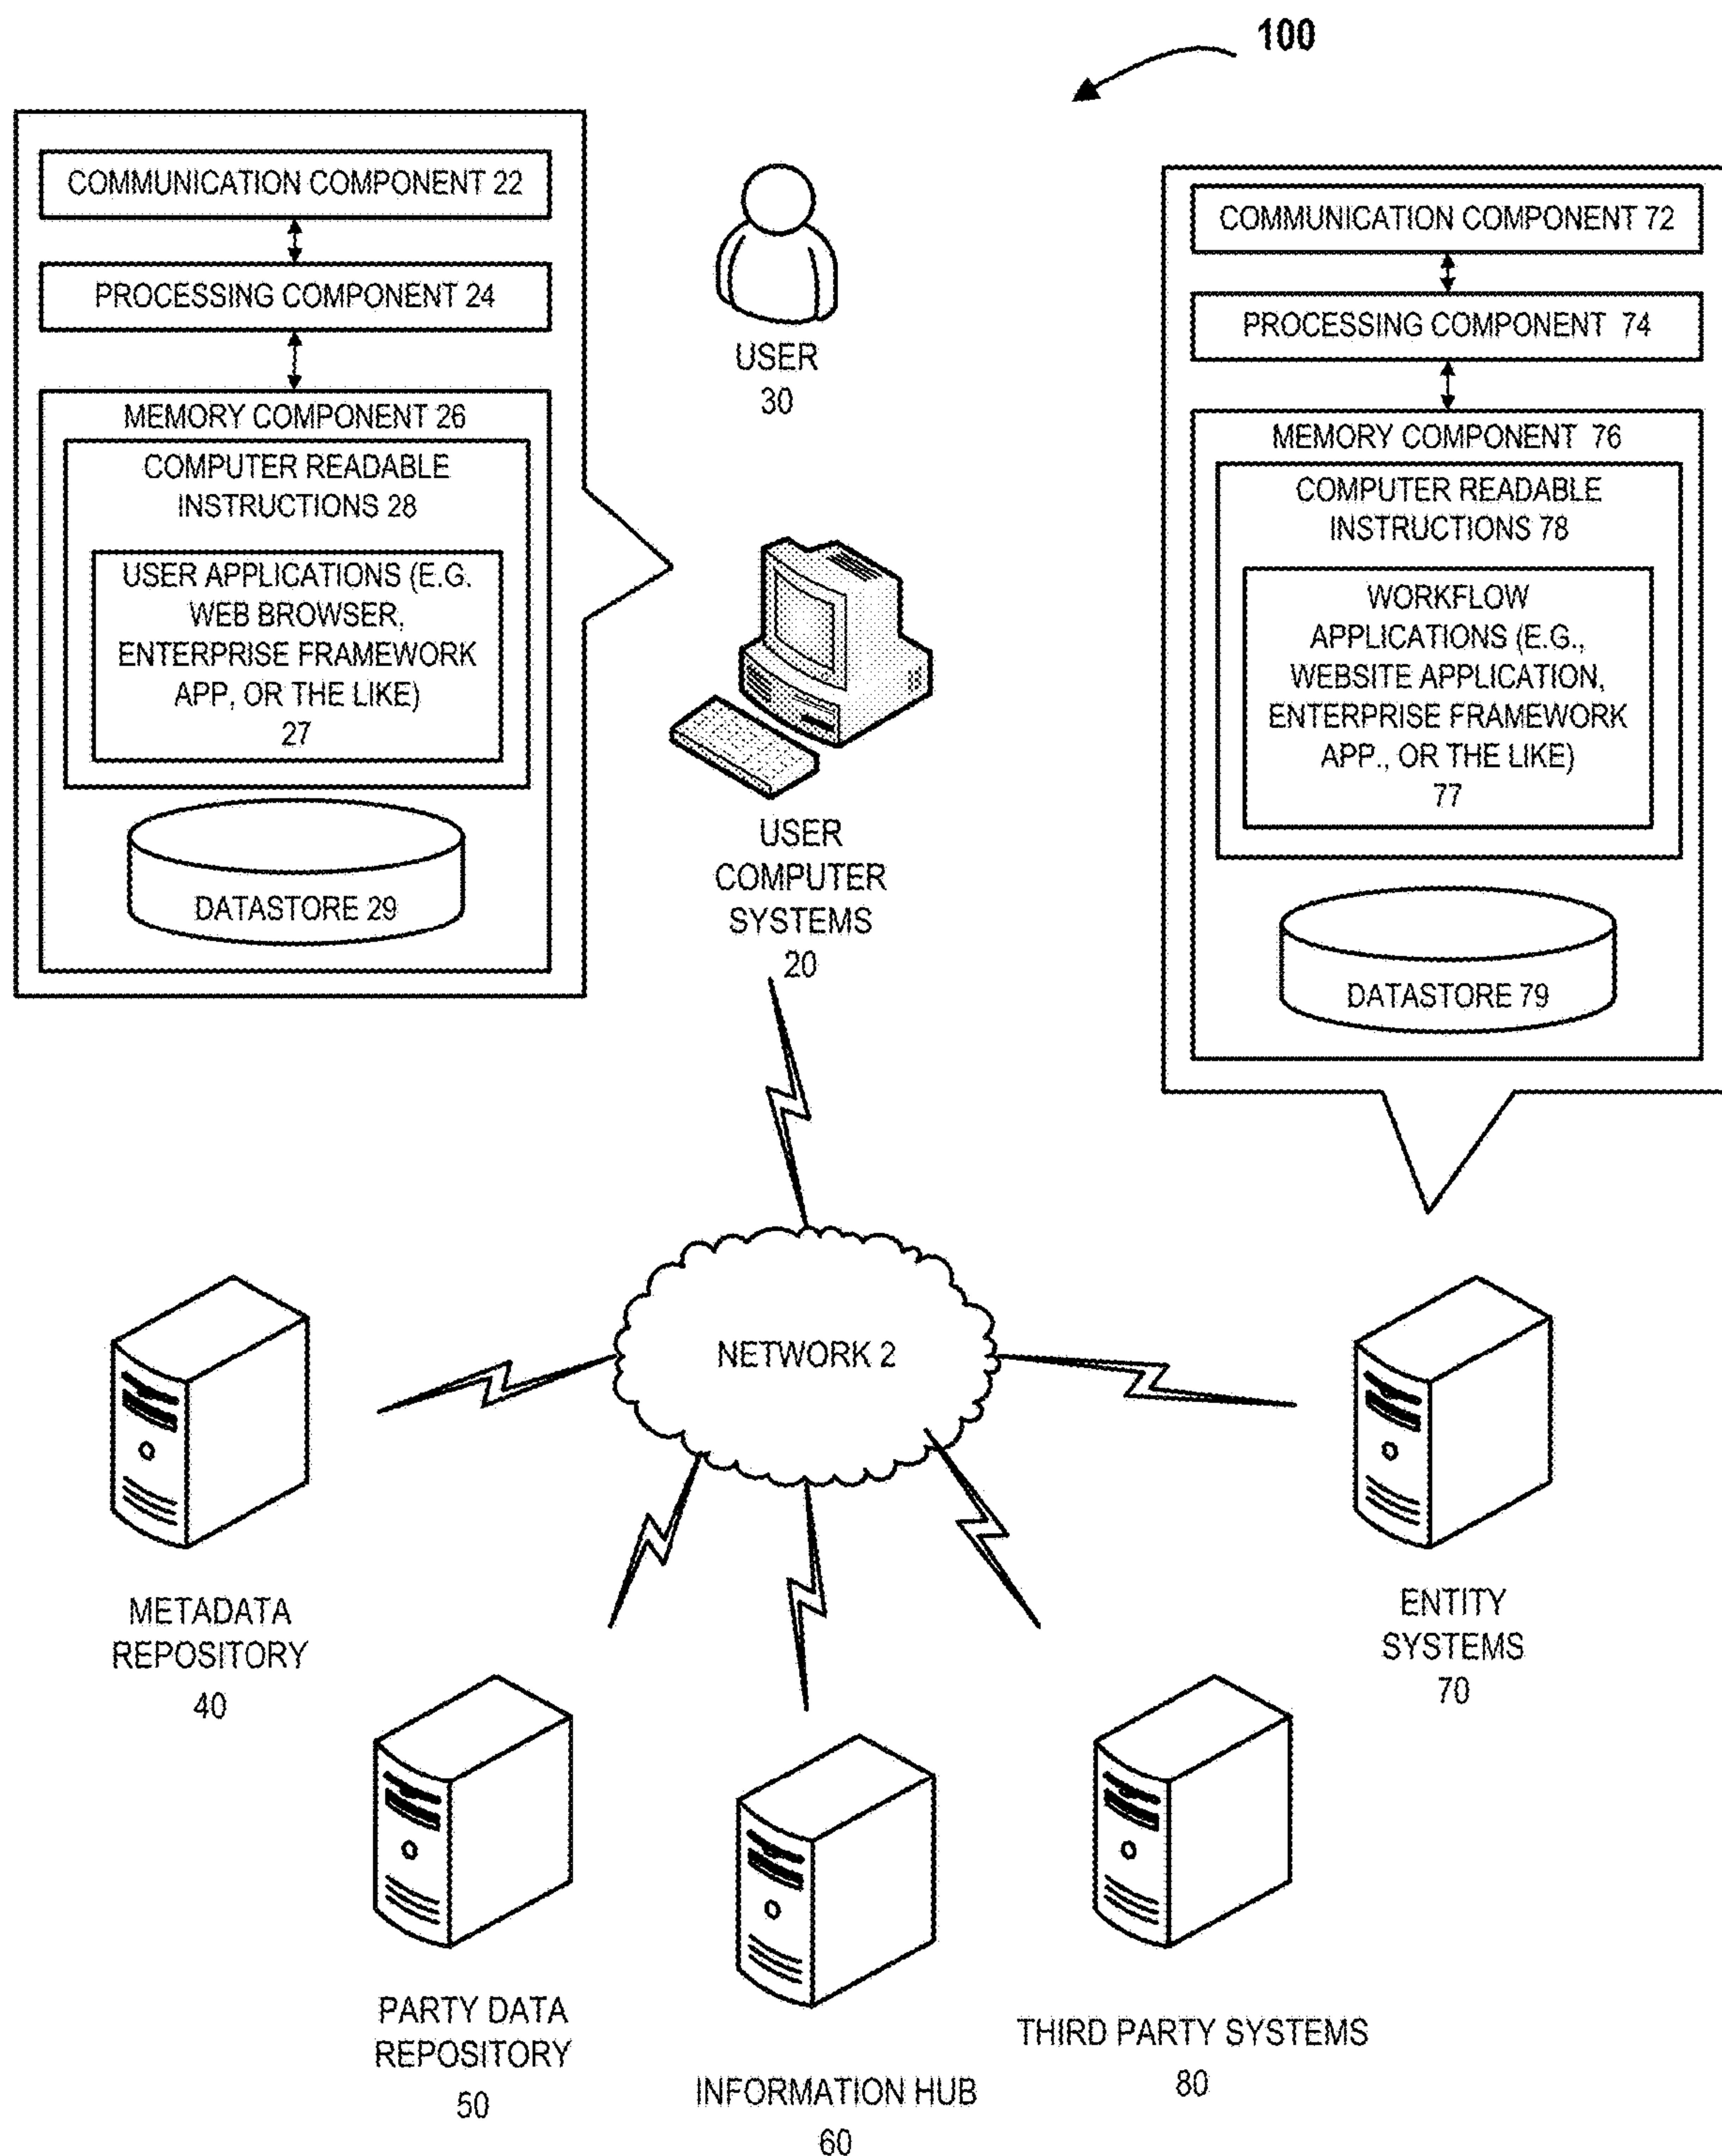 100
COMMUNICATION COMPONENT 22
PROCESSING COMPONENT 24
MEMORY COMPONENT 26
COMPUTER READABLE
INSTRUCTIONS 28
USER APPLICATIONS (E.G.
WEB BROWSER,
ENTERPRISE FRAMEWORK
APP, OR THE LIKE)
27
DATASTORE 29
USER
30
USER
COMPUTER
SYSTEMS
20
COMMUNICATION COMPONENT 72
PROCESSING COMPONENT 74
MEMORY COMPONENT 76
COMPUTER READABLE
INSTRUCTIONS 78
WORKFLOW
APPLICATIONS (E.G.,
WEBSITE APPLICATION,
ENTERPRISE FRAMEWORK
APP., OR THE LIKE)
77
DATASTORE 79
NETWORK 2
METADATA
REPOSITORY
40
PARTY DATA
REPOSITORY
50
INFORMATION HUB
60
THIRD PARTY SYSTEMS
80
ENTITY
SYSTEMS
70